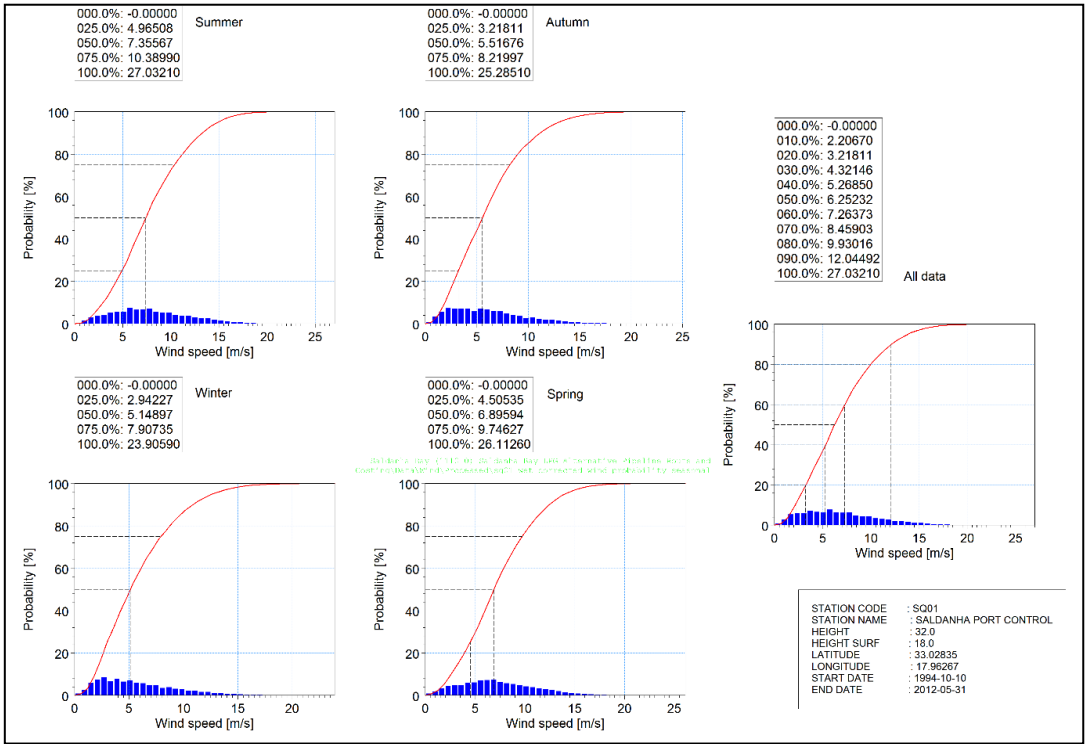 000.0%: -0.00000
025.0%: 4.96508
050.0%: 7.35567
075.0%: 10.38990
100.0%: 27.03210
Summer
100
80
60
40
20
0
Probability [%]
0 5 10 15 20 25
Wind speed [m/s]
000.0%: -0.00000
025.0%: 3.21811
050.0%: 5.51676
075.0%: 8.21997
100.0%: 25.28510
Autumn
100
80
60
40
20
0
Probability [%]
0 5 10 15 20 25
Wind speed [m/s]
000.0%: -0.00000
025.0%: 2.94227
050.0%: 5.14897
075.0%: 7.90735
100.0%: 23.90590
Winter
100
80
60
40
20
0
Probability [%]
0 5 10 15 20
Wind speed [m/s]
000.0%: -0.00000
025.0%: 4.50535
050.0%: 6.89594
075.0%: 9.74627
100.0%: 26.11260
Spring
100
80
60
40
20
0
Probability [%]
0 5 10 15 20 25
Wind speed [m/s]
000.0%: -0.00000
010.0%: 2.20670
020.0%: 3.21811
030.0%: 4.32146
040.0%: 5.26850
050.0%: 6.25232
060.0%: 7.26373
070.0%: 8.45903
080.0%: 9.93016
090.0%: 12.04492
100.0%: 27.03210
All data
100
80
60
40
20
0
Probability [%]
0 5 10 15 20 25
Wind speed [m/s]
STATION CODE : SQ01
STATION NAME : SALDANHA PORT CONTROL
HEIGHT : 32.0
HEIGHT SURF : 18.0
LATITUDE : 33.02835
LONGITUDE : 17.96267
START DATE : 1994-10-10
END DATE : 2012-05-31